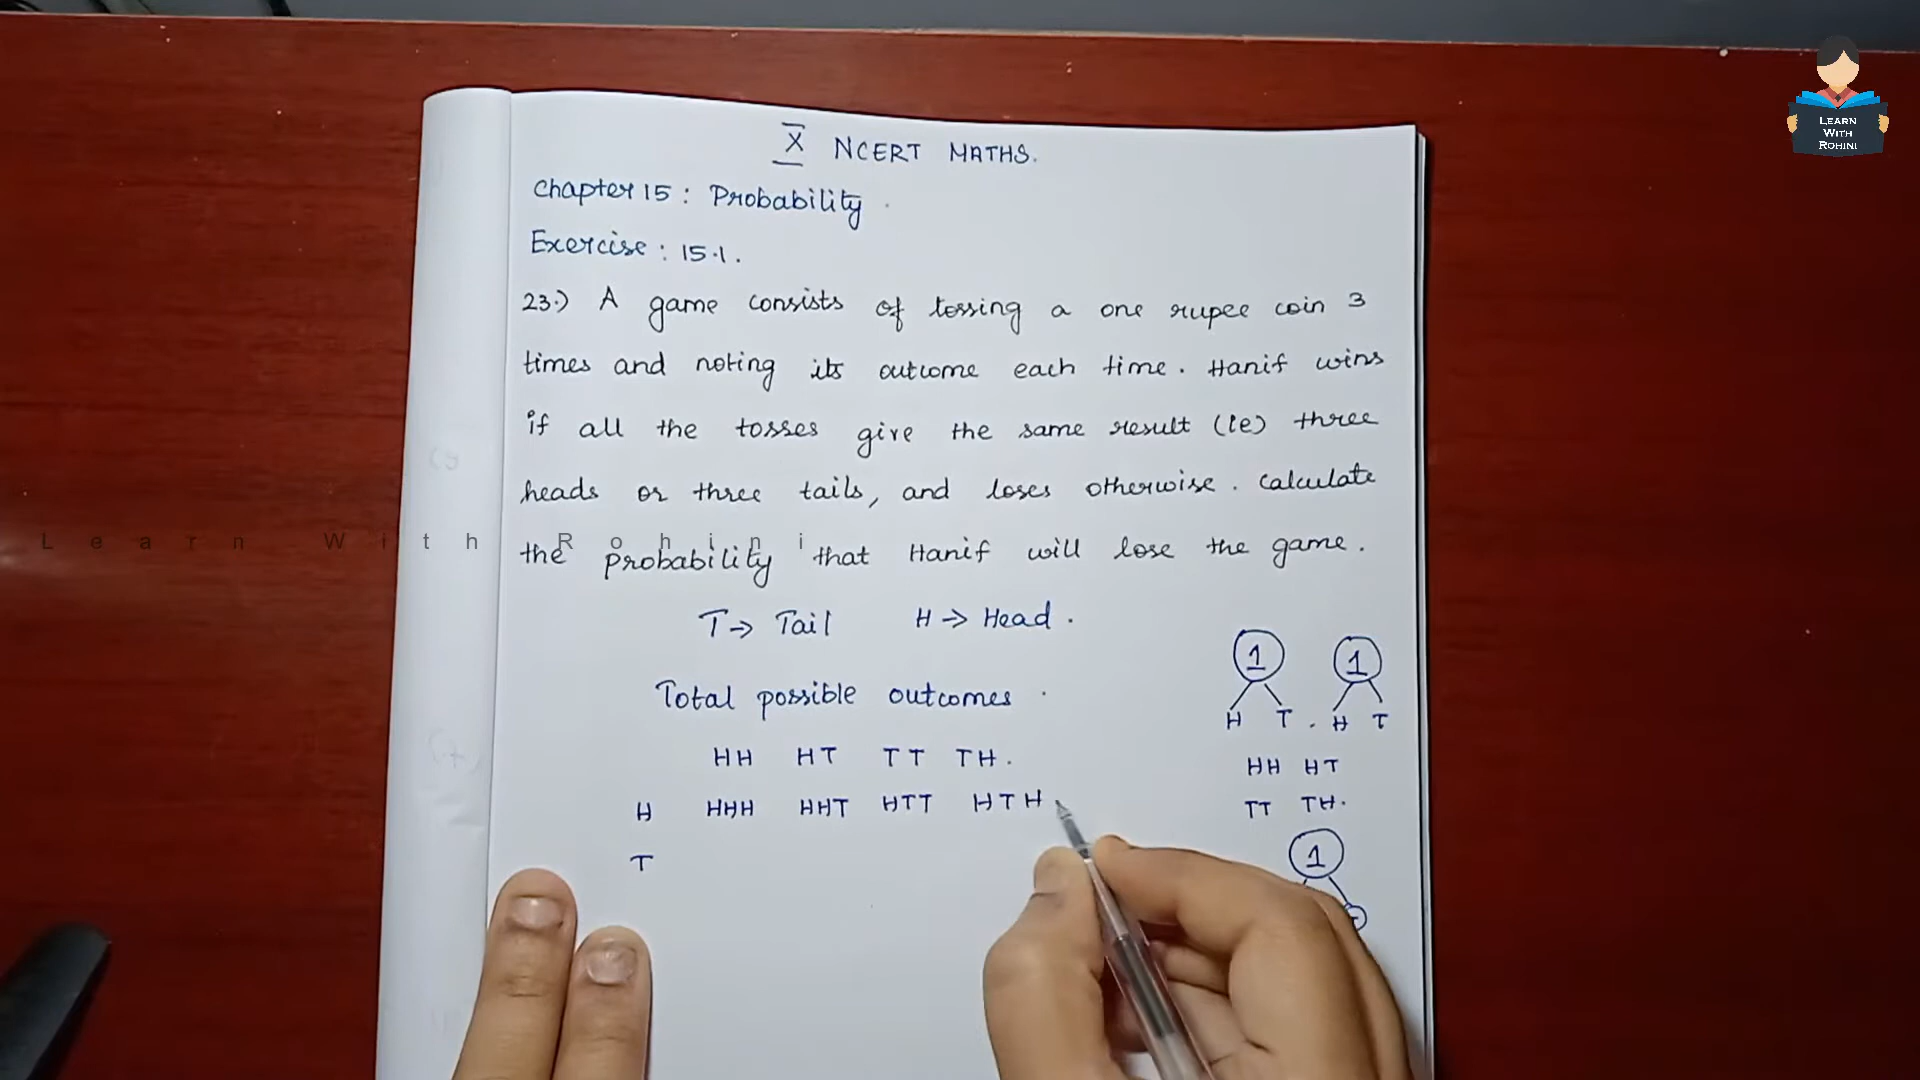 LEARN
WITH
ROHINI
X NCERT MATHS.
Chapter 15 : Probability.
Exercise : 15.1.
23.) A game consists of tossing a one rupee coin 3
times and noting its outcome each time. Hanif wins
if all the tosses give the same result (ie) three
heads or three tails, and loses otherwise. Calculate
Learn With Rohini
the probability that Hanif will lose the game.
T → Tail H → Head.
Total possible outcomes.
HH HT TT TH.
H HHH HHT HTT HTH
T
1 1
H T . H T
HH HT
TT TH.
1